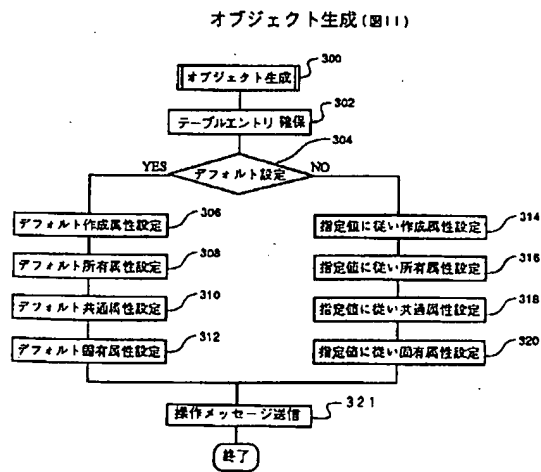 オブジェクト生成(図11)
300
オブジェクト生成
302
テーブルエントリ確保
304
YES
デフォルト設定
NO
306
デフォルト作成属性設定
308
デフォルト所有属性設定
310
デフォルト共通属性設定
312
デフォルト固有属性設定
314
指定値に従い作成属性設定
316
指定値に従い所有属性設定
318
指定値に従い共通属性設定
320
指定値に従い固有属性設定
321
操作メッセージ送信
終了